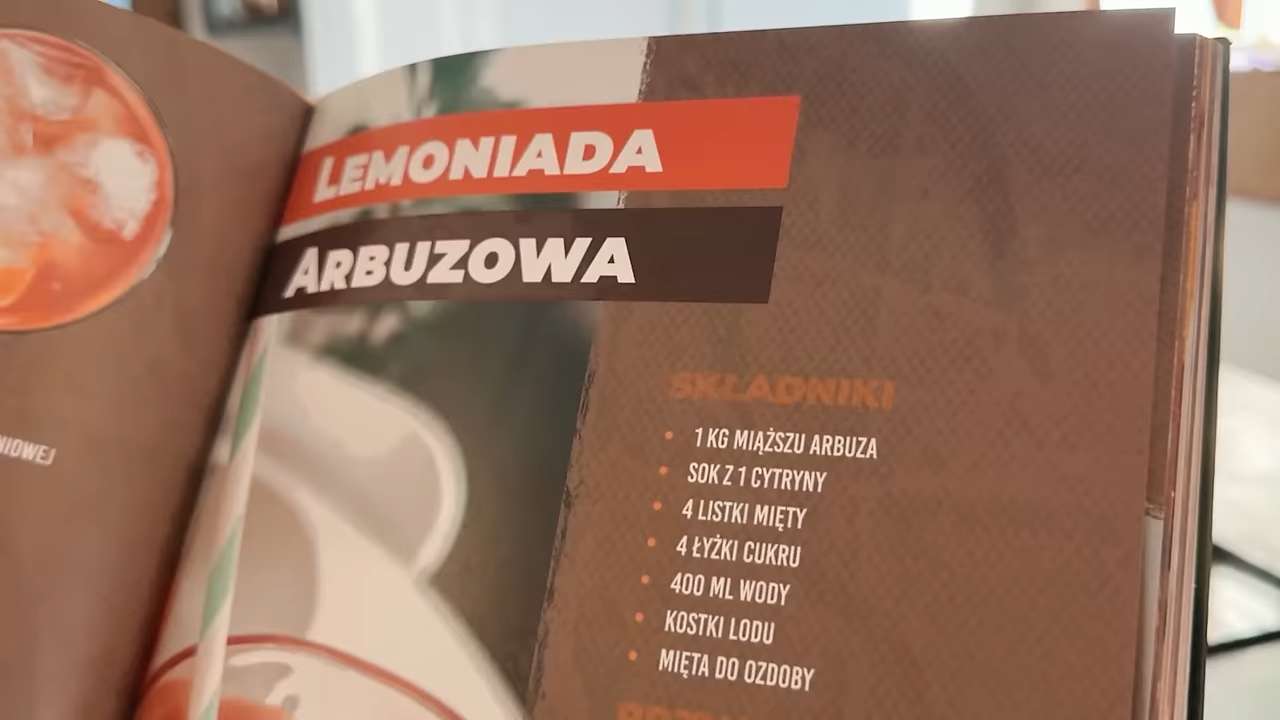 LEMONIADA
ARBUZOWA
SKŁADNIKI
1 KG MIĄŻSZU ARBUZA
SOK Z 1 CYTRYNY
4 LISTKI MIĘTY
4 ŁYŻKI CUKRU
400 ML WODY
KOSTKI LODU
MIĘTA DO OZDOBY